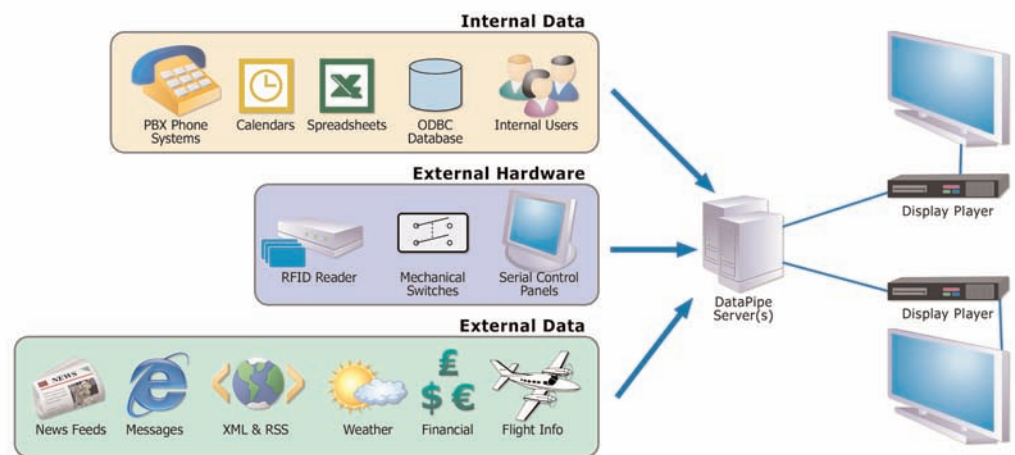 Internal Data
PBX Phone
Systems
Calendars
Spreadsheets
ODBC
Database
Internal Users
External Hardware
RFID Reader
Mechanical
Switches
Serial Control
Panels
External Data
NEWS
News Feeds
Messages
XML & RSS
Weather
£
$ €
Financial
Flight Info
DataPipe
Server(s)
Display Player
Display Player